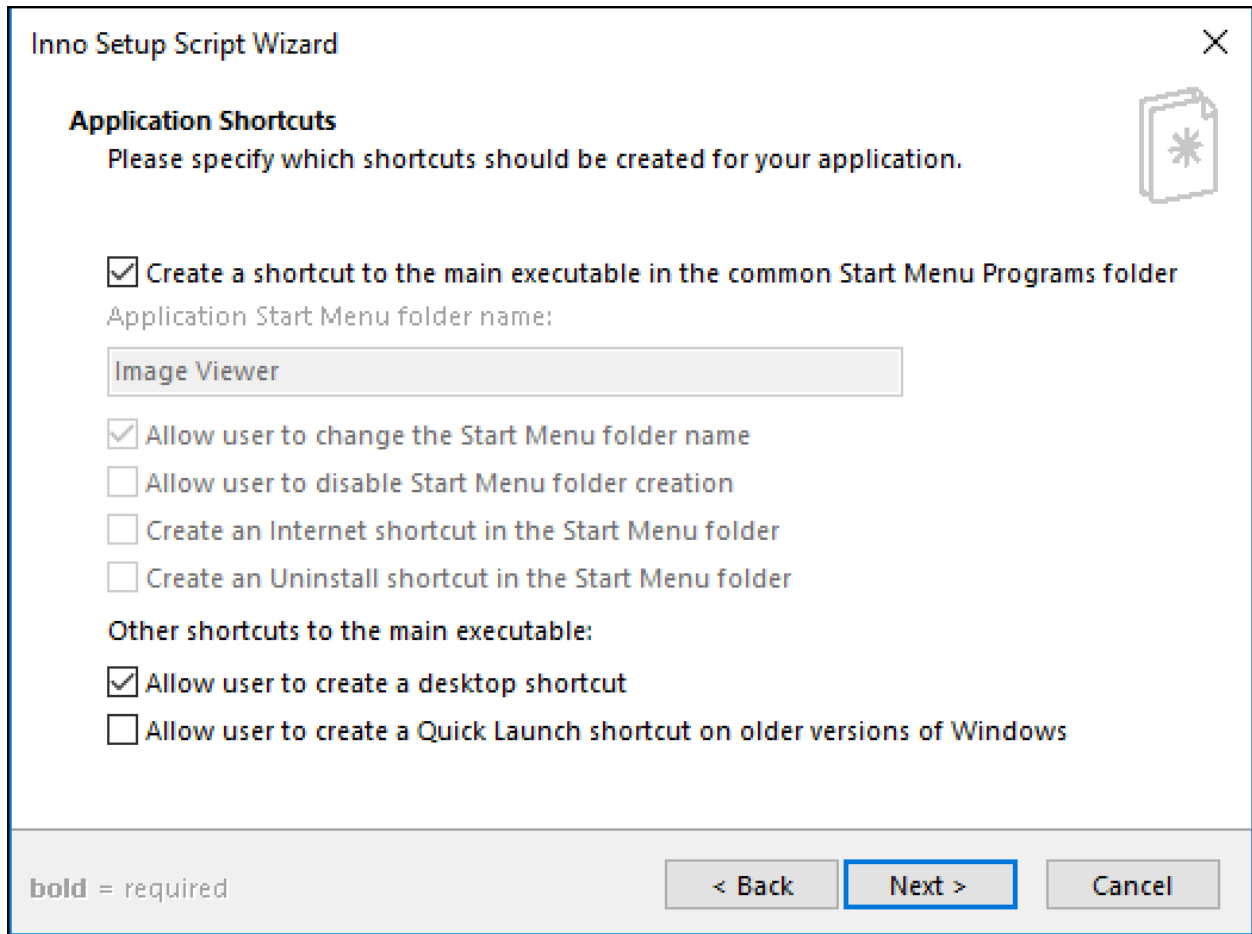 Inno Setup Script Wizard
Application Shortcuts
Please specify which shortcuts should be created for your application.
Create a shortcut to the main executable in the common Start Menu Programs folder
Application Start Menu folder name:
Image Viewer
Allow user to change the Start Menu folder name
Allow user to disable Start Menu folder creation
Create an Internet shortcut in the Start Menu folder
Create an Uninstall shortcut in the Start Menu folder
Other shortcuts to the main executable:
Allow user to create a desktop shortcut
Allow user to create a Quick Launch shortcut on older versions of Windows
bold = required
< Back
Next >
Cancel